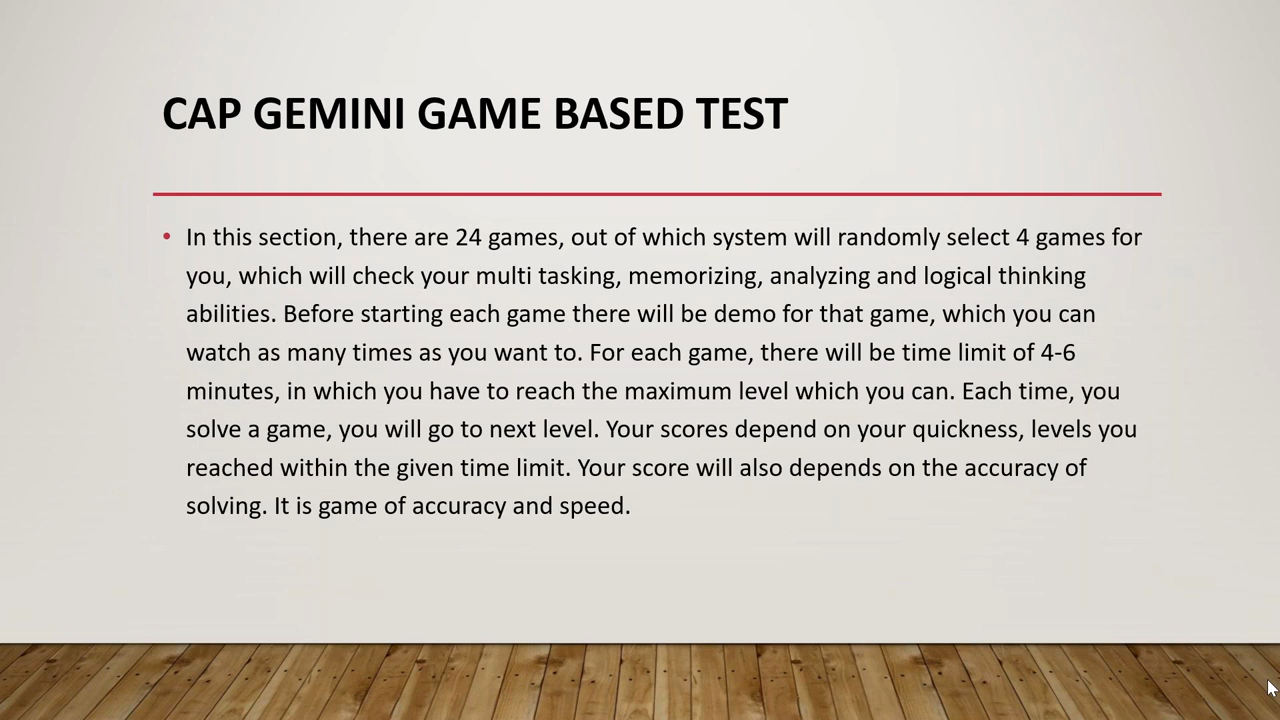 CAP GEMINI GAME BASED TEST
• In this section, there are 24 games, out of which system will randomly select 4 games for
you, which will check your multi tasking, memorizing, analyzing and logical thinking
abilities. Before starting each game there will be demo for that game, which you can
watch as many times as you want to. For each game, there will be time limit of 4-6
minutes, in which you have to reach the maximum level which you can. Each time, you
solve a game, you will go to next level. Your scores depend on your quickness, levels you
reached within the given time limit. Your score will also depends on the accuracy of
solving. It is game of accuracy and speed.